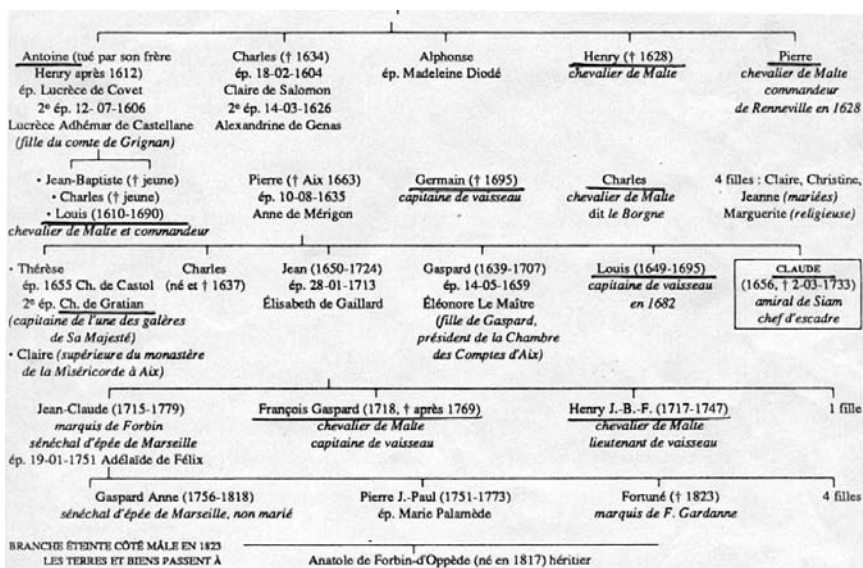 Antoine (tué par son frère
Henry après 1612)
ép. Lucrèce de Covet
2e ép. 12- 07-1606
Lucrèce Adhémar de Castellane
(fille du comte de Grignan)
Charles († 1634)
ép. 18-02-1604
Claire de Salomon
2e ép. 14-03-1626
Alexandrine de Genas
Alphonse
ép. Madeleine Diodé
Henry († 1628)
chevalier de Malte
Pierre
chevalier de Malte
commandeur
de Renneville en 1628
• Jean-Baptiste († jeune)
• Charles († jeune)
• Louis (1610-1690)
chevalier de Malte et commandeur
Pierre († Aix 1663)
ép. 10-08-1635
Anne de Mérigon
Germain († 1695)
capitaine de vaisseau
Charles
chevalier de Malte
dit le Borgne
4 filles : Claire, Christine,
Jeanne (mariées)
Marguerite (religieuse)
• Thérèse
ép. 1655 Ch. de Castol
2e ép. Ch. de Gratian
(capitaine de l'une des galères
de Sa Majesté)
• Claire (supérieure du monastère
de la Miséricorde à Aix)
Charles
(né et † 1637)
Jean (1650-1724)
ép. 28-01-1713
Élisabeth de Gaillard
Gaspard (1639-1707)
ép. 14-05-1659
Éléonore Le Maître
(fille de Gaspard,
président de la Chambre
des Comptes d'Aix)
Louis (1649-1695)
capitaine de vaisseau
en 1682
CLAUDE
(1656, † 2-03-1733)
amiral de Siam
chef d'escadre
Jean-Claude (1715-1779)
marquis de Forbin
sénéchal d'épée de Marseille
ép. 19-01-1751 Adélaïde de Félix
François Gaspard (1718, † après 1769)
chevalier de Malte
capitaine de vaisseau
Henry J.-B.-F. (1717-1747)
chevalier de Malte
lieutenant de vaisseau
1 fille
Gaspard Anne (1756-1818)
sénéchal d'épée de Marseille, non marié
Pierre J.-Paul (1751-1773)
ép. Marie Palamède
Fortuné († 1823)
marquis de F. Gardanne
4 filles
BRANCHE ÉTEINTE CÔTÉ MÂLE EN 1823
LES TERRES ET BIENS PASSENT À
Anatole de Forbin-d'Oppède (né en 1817) héritier